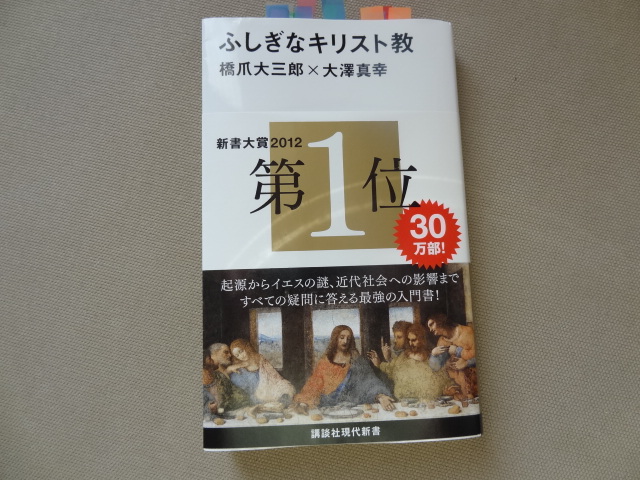 ふしぎなキリスト教
橋爪大三郎×大澤真幸
新書大賞2012
第1位
30
万部!
起源からイエスの謎、近代社会への影響まで
すべての疑問に答える最強の入門書!
講談社現代新書